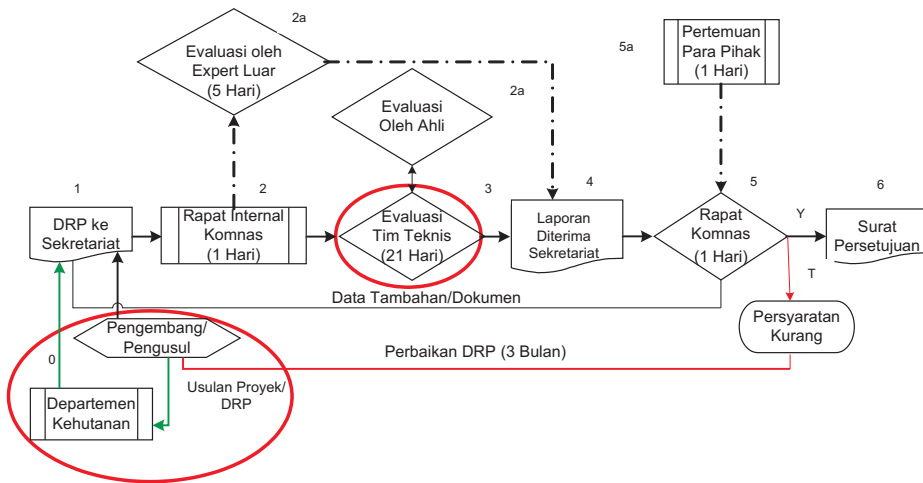 2a
Evaluasi oleh
Expert Luar
(5 Hari)
2a
Evaluasi
Oleh Ahli
5a
Pertemuan
Para Pihak
(1 Hari)
1
DRP ke
Sekretariat
2
Rapat Internal
Komnas
(1 Hari)
3
Evaluasi
Tim Teknis
(21 Hari)
4
Laporan
Diterima
Sekretariat
5
Rapat
Komnas
(1 Hari)
Y
6
Surat
Persetujuan
T
Data Tambahan/Dokumen
Persyaratan
Kurang
Pengembang/
Pengusul
Perbaikan DRP (3 Bulan)
0
Usulan Proyek/
DRP
Departemen
Kehutanan